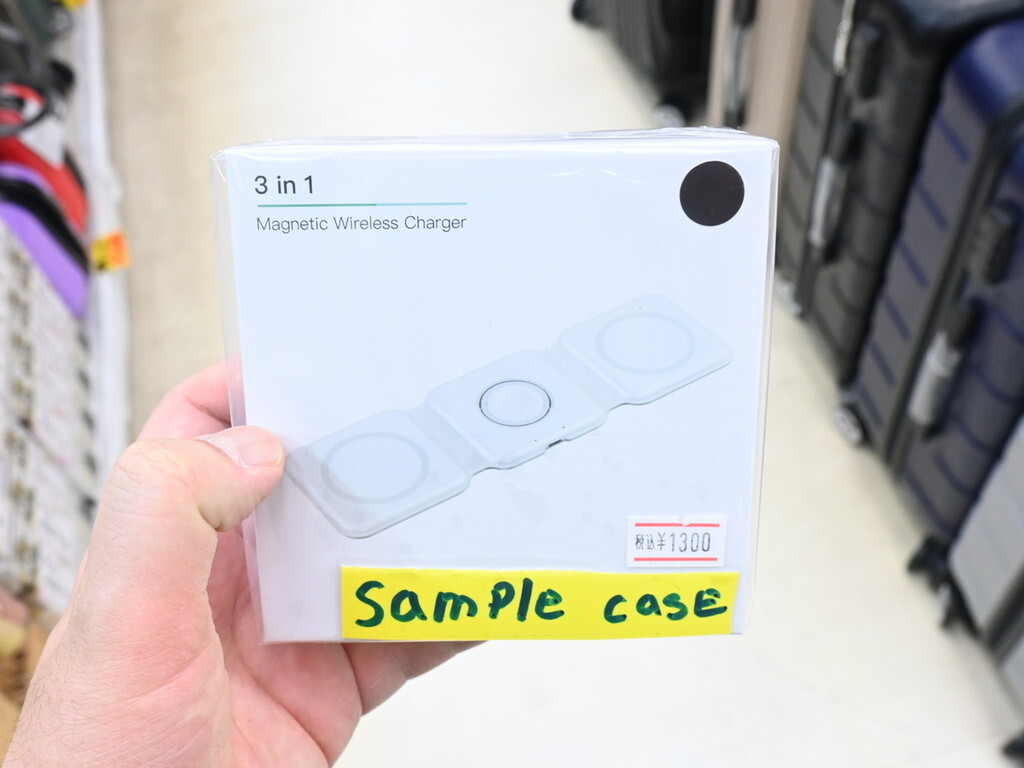 3 in 1
Magnetic Wireless Charger
税込¥1300
Sample casE